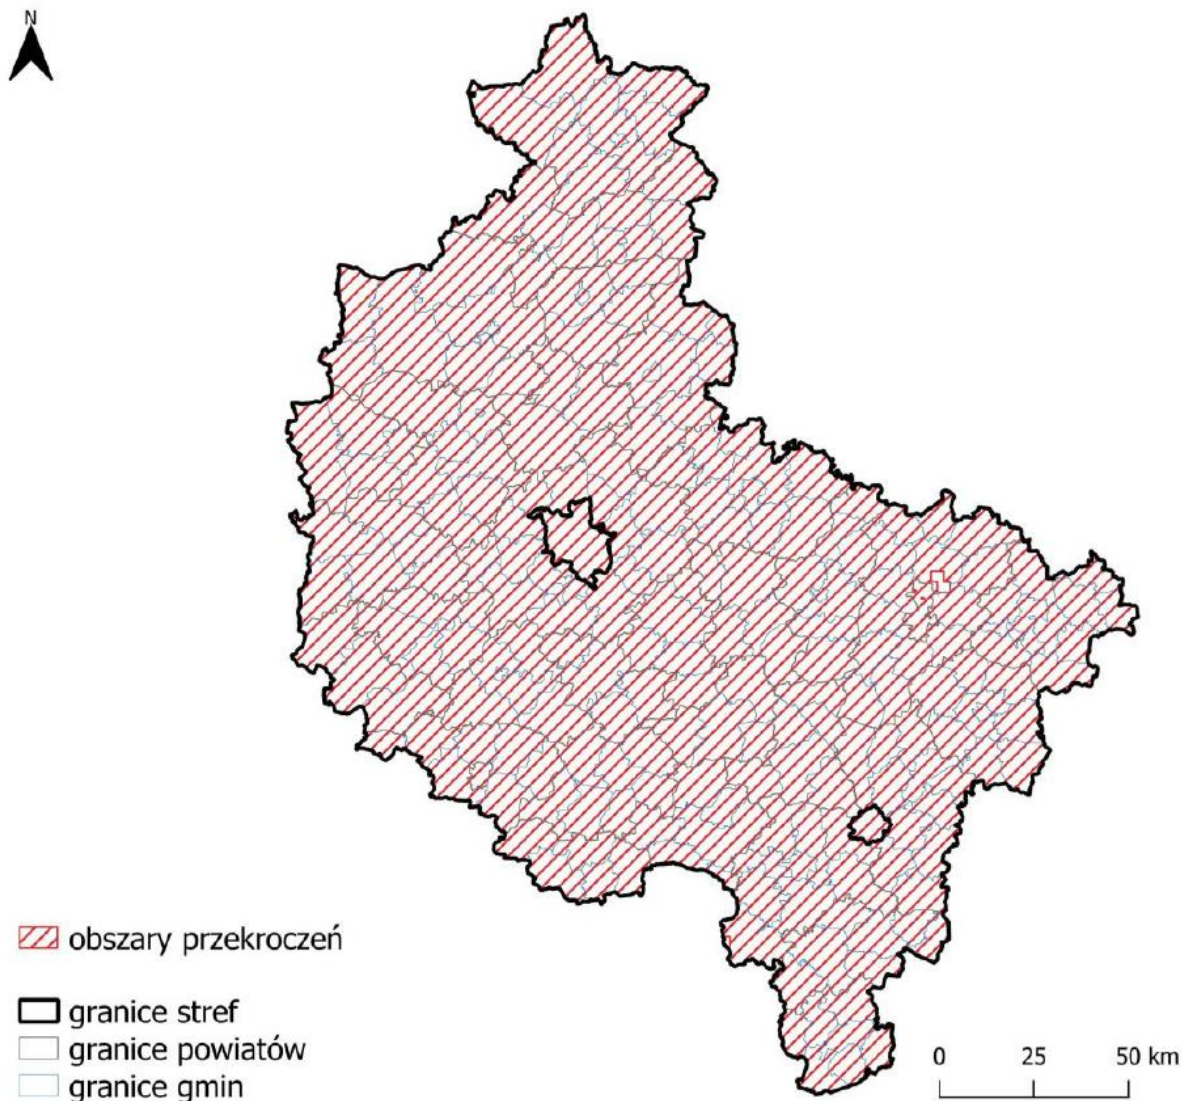 N
obszary przekroczeń
granice stref
granice powiatów
granice gmin
0 25 50 km